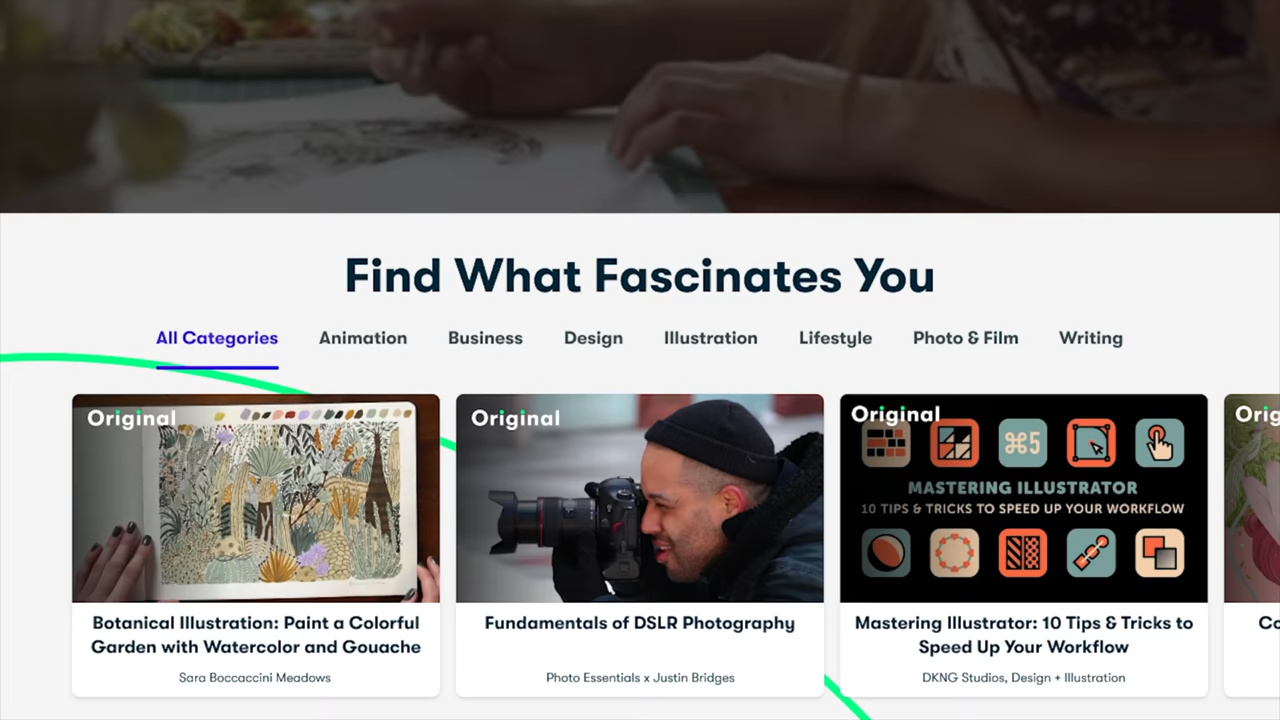 Find What Fascinates You
All Categories Animation Business Design Illustration Lifestyle Photo & Film Writing
Original
Original
Original
⌘5
MASTERING ILLUSTRATOR
10 TIPS & TRICKS TO SPEED UP YOUR WORKFLOW
Botanical Illustration: Paint a Colorful
Garden with Watercolor and Gouache
Sara Boccaccini Meadows
Fundamentals of DSLR Photography
Photo Essentials x Justin Bridges
Mastering Illustrator: 10 Tips & Tricks to
Speed Up Your Workflow
DKNG Studios, Design + Illustration